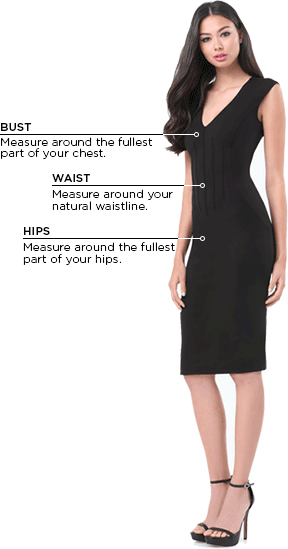 BUST
Measure around the fullest
part of your chest.
WAIST
Measure around your
natural waistline.
HIPS
Measure around the fullest
part of your hips.